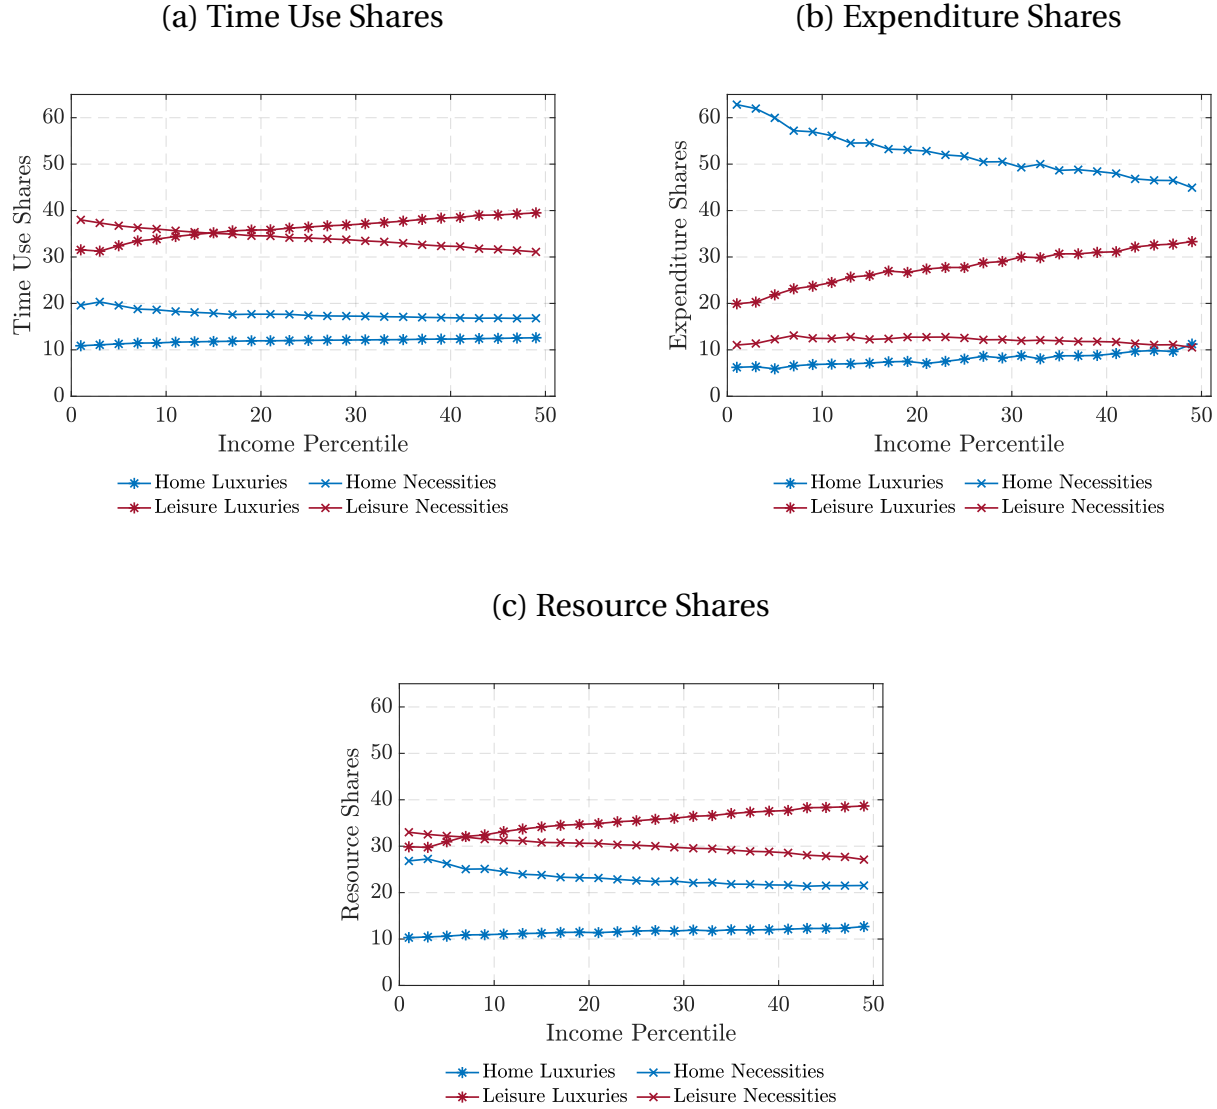 (a) Time Use Shares
60
50
40
30
20
10
0
Time Use Shares
0 10 20 30 40 50
Income Percentile
Home Luxuries Home Necessities
Leisure Luxuries Leisure Necessities
(b) Expenditure Shares
60
50
40
30
20
10
0
Expenditure Shares
0 10 20 30 40 50
Income Percentile
Home Luxuries Home Necessities
Leisure Luxuries Leisure Necessities
(c) Resource Shares
60
50
40
30
20
10
0
Resource Shares
0 10 20 30 40 50
Income Percentile
Home Luxuries Home Necessities
Leisure Luxuries Leisure Necessities